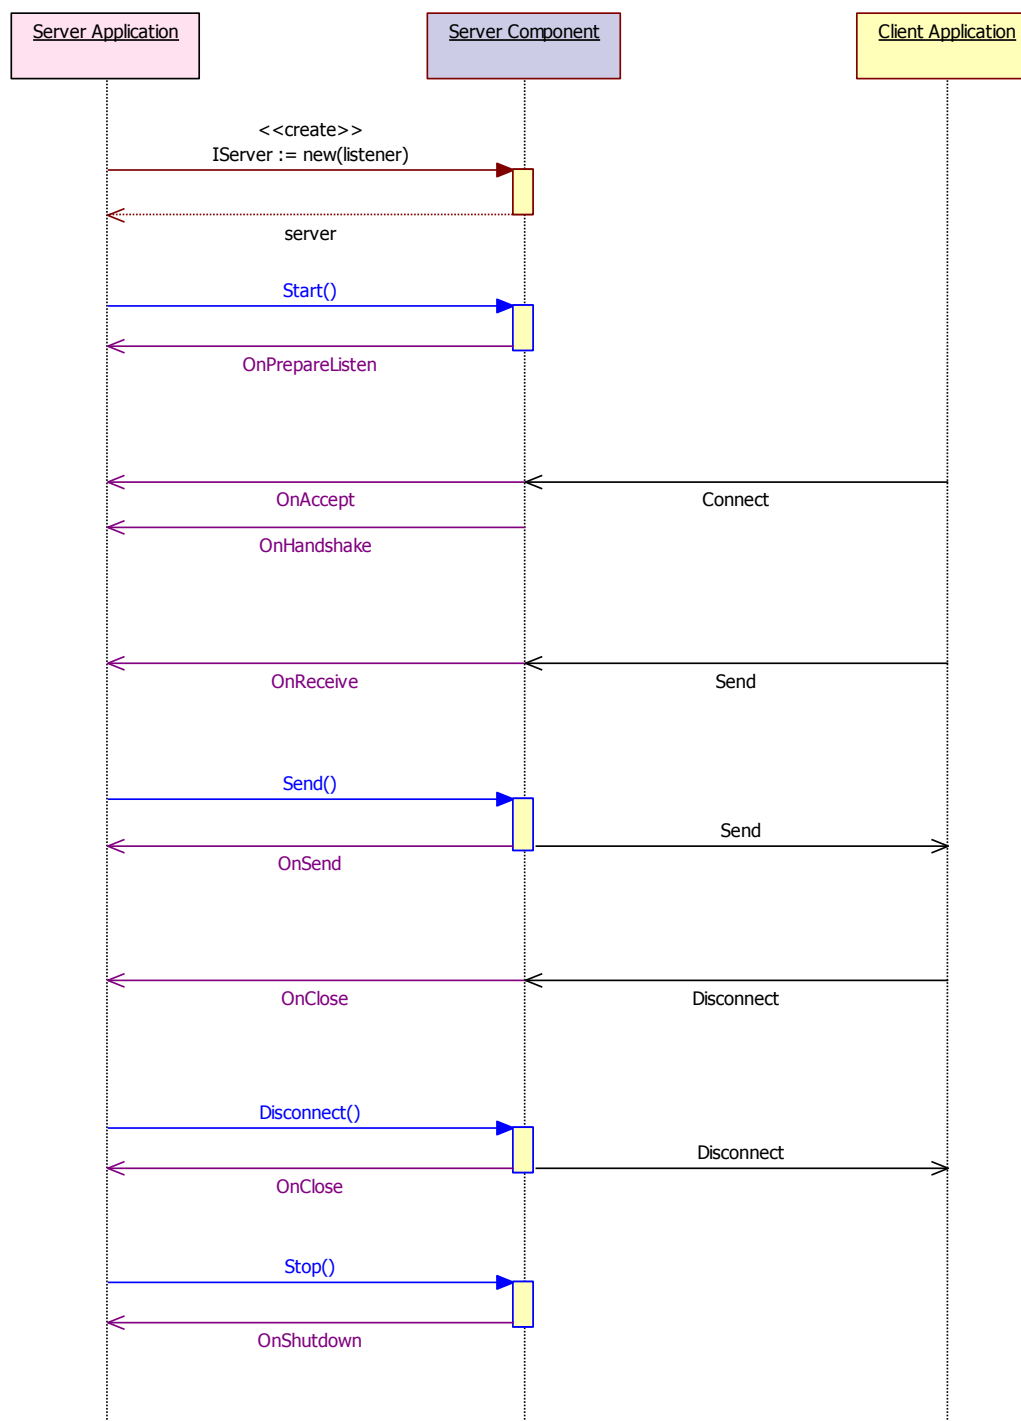 Server Application
Server Component
Client Application
<<create>>
IServer := new(listener)
server
Start()
OnPrepareListen
OnAccept
Connect
OnHandshake
OnReceive
Send
Send()
Send
OnSend
OnClose
Disconnect
Disconnect()
Disconnect
OnClose
Stop()
OnShutdown